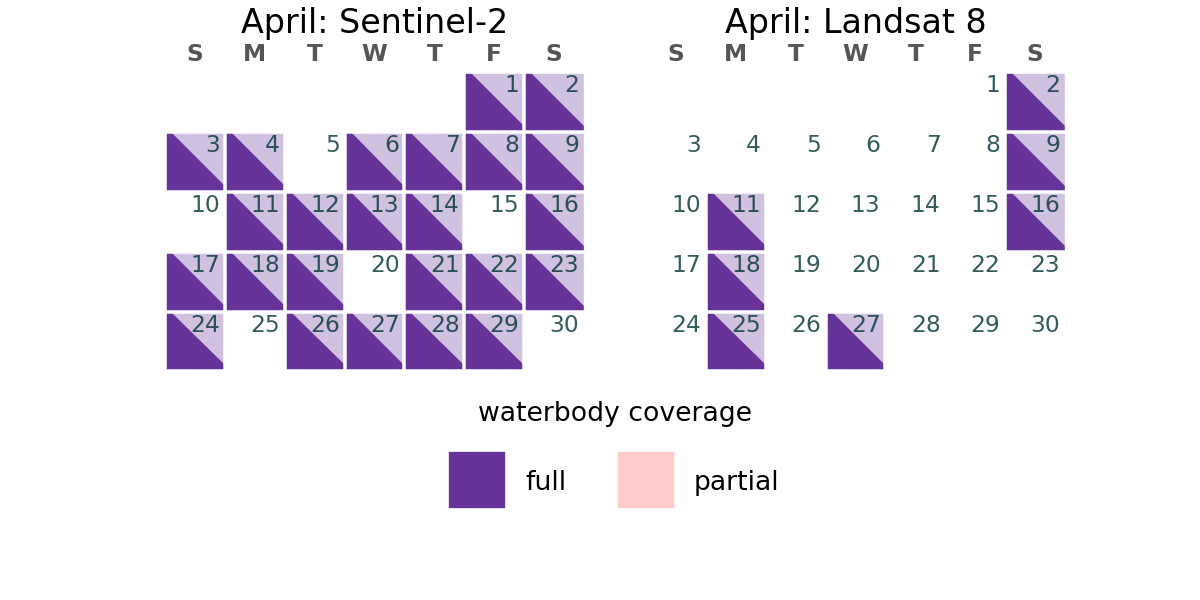 April: Sentinel-2
S M T W T F S
1 2
3 4 5 6 7 8 9
10 11 12 13 14 15 16
17 18 19 20 21 22 23
24 25 26 27 28 29 30
April: Landsat 8
S M T W T F S
1 2
3 4 5 6 7 8 9
10 11 12 13 14 15 16
17 18 19 20 21 22 23
24 25 26 27 28 29 30
waterbody coverage
full partial